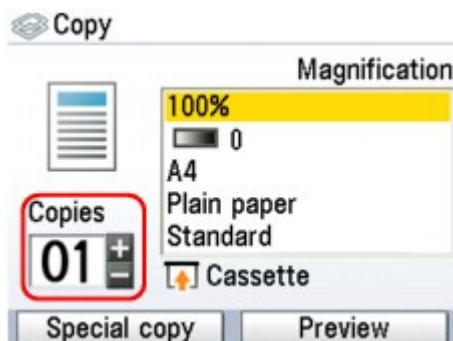 Copy
Magnification
100%
0
A4
Plain paper
Standard
Copies
01 + -
Cassette
Special copy
Preview